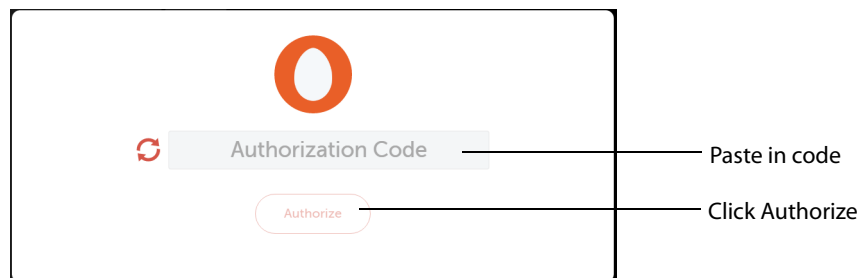 Authorization Code
Paste in code
Authorize
Click Authorize